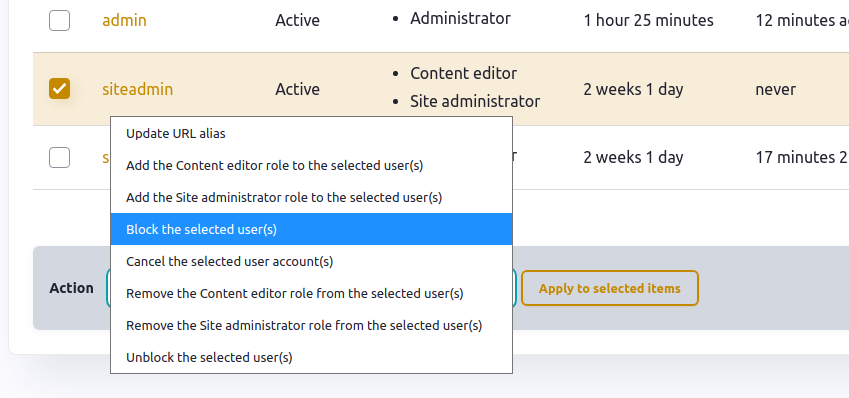 admin Active • Administrator 1 hour 25 minutes 12 minutes
siteadmin Active • Content editor 2 weeks 1 day never
• Site administrator
2 weeks 1 day 17 minutes 2
Update URL alias
Add the Content editor role to the selected user(s)
Add the Site administrator role to the selected user(s)
Block the selected user(s)
Cancel the selected user account(s)
Remove the Content editor role from the selected user(s)
Remove the Site administrator role from the selected user(s)
Unblock the selected user(s)
Action Apply to selected items